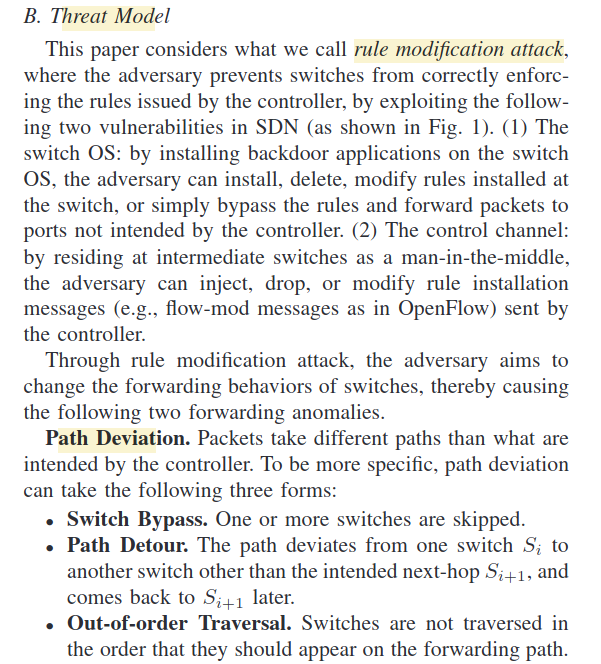 B. Threat Model
This paper considers what we call rule modification attack,
where the adversary prevents switches from correctly enforc-
ing the rules issued by the controller, by exploiting the follow-
ing two vulnerabilities in SDN (as shown in Fig. 1). (1) The
switch OS: by installing backdoor applications on the switch
OS, the adversary can install, delete, modify rules installed at
the switch, or simply bypass the rules and forward packets to
ports not intended by the controller. (2) The control channel:
by residing at intermediate switches as a man-in-the-middle,
the adversary can inject, drop, or modify rule installation
messages (e.g., flow-mod messages as in OpenFlow) sent by
the controller.
Through rule modification attack, the adversary aims to
change the forwarding behaviors of switches, thereby causing
the following two forwarding anomalies.
Path Deviation. Packets take different paths than what are
intended by the controller. To be more specific, path deviation
can take the following three forms:
• Switch Bypass. One or more switches are skipped.
• Path Detour. The path deviates from one switch Sᵢ to
another switch other than the intended next-hop Sᵢ₊₁, and
comes back to Sᵢ₊₁ later.
• Out-of-order Traversal. Switches are not traversed in
the order that they should appear on the forwarding path.